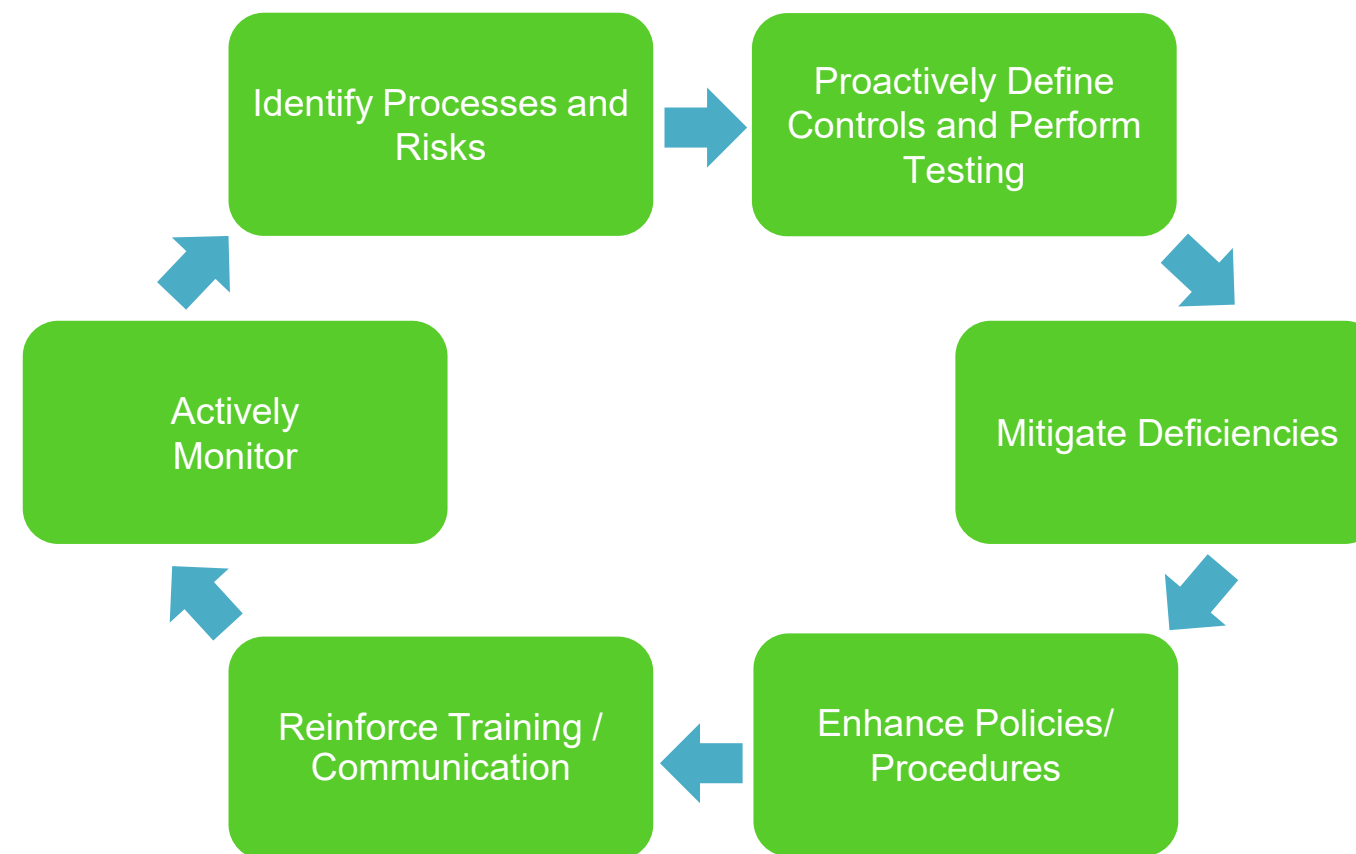 Identify Processes and
Risks
Proactively Define
Controls and Perform
Testing
Actively
Monitor
Mitigate Deficiencies
Reinforce Training /
Communication
Enhance Policies/
Procedures